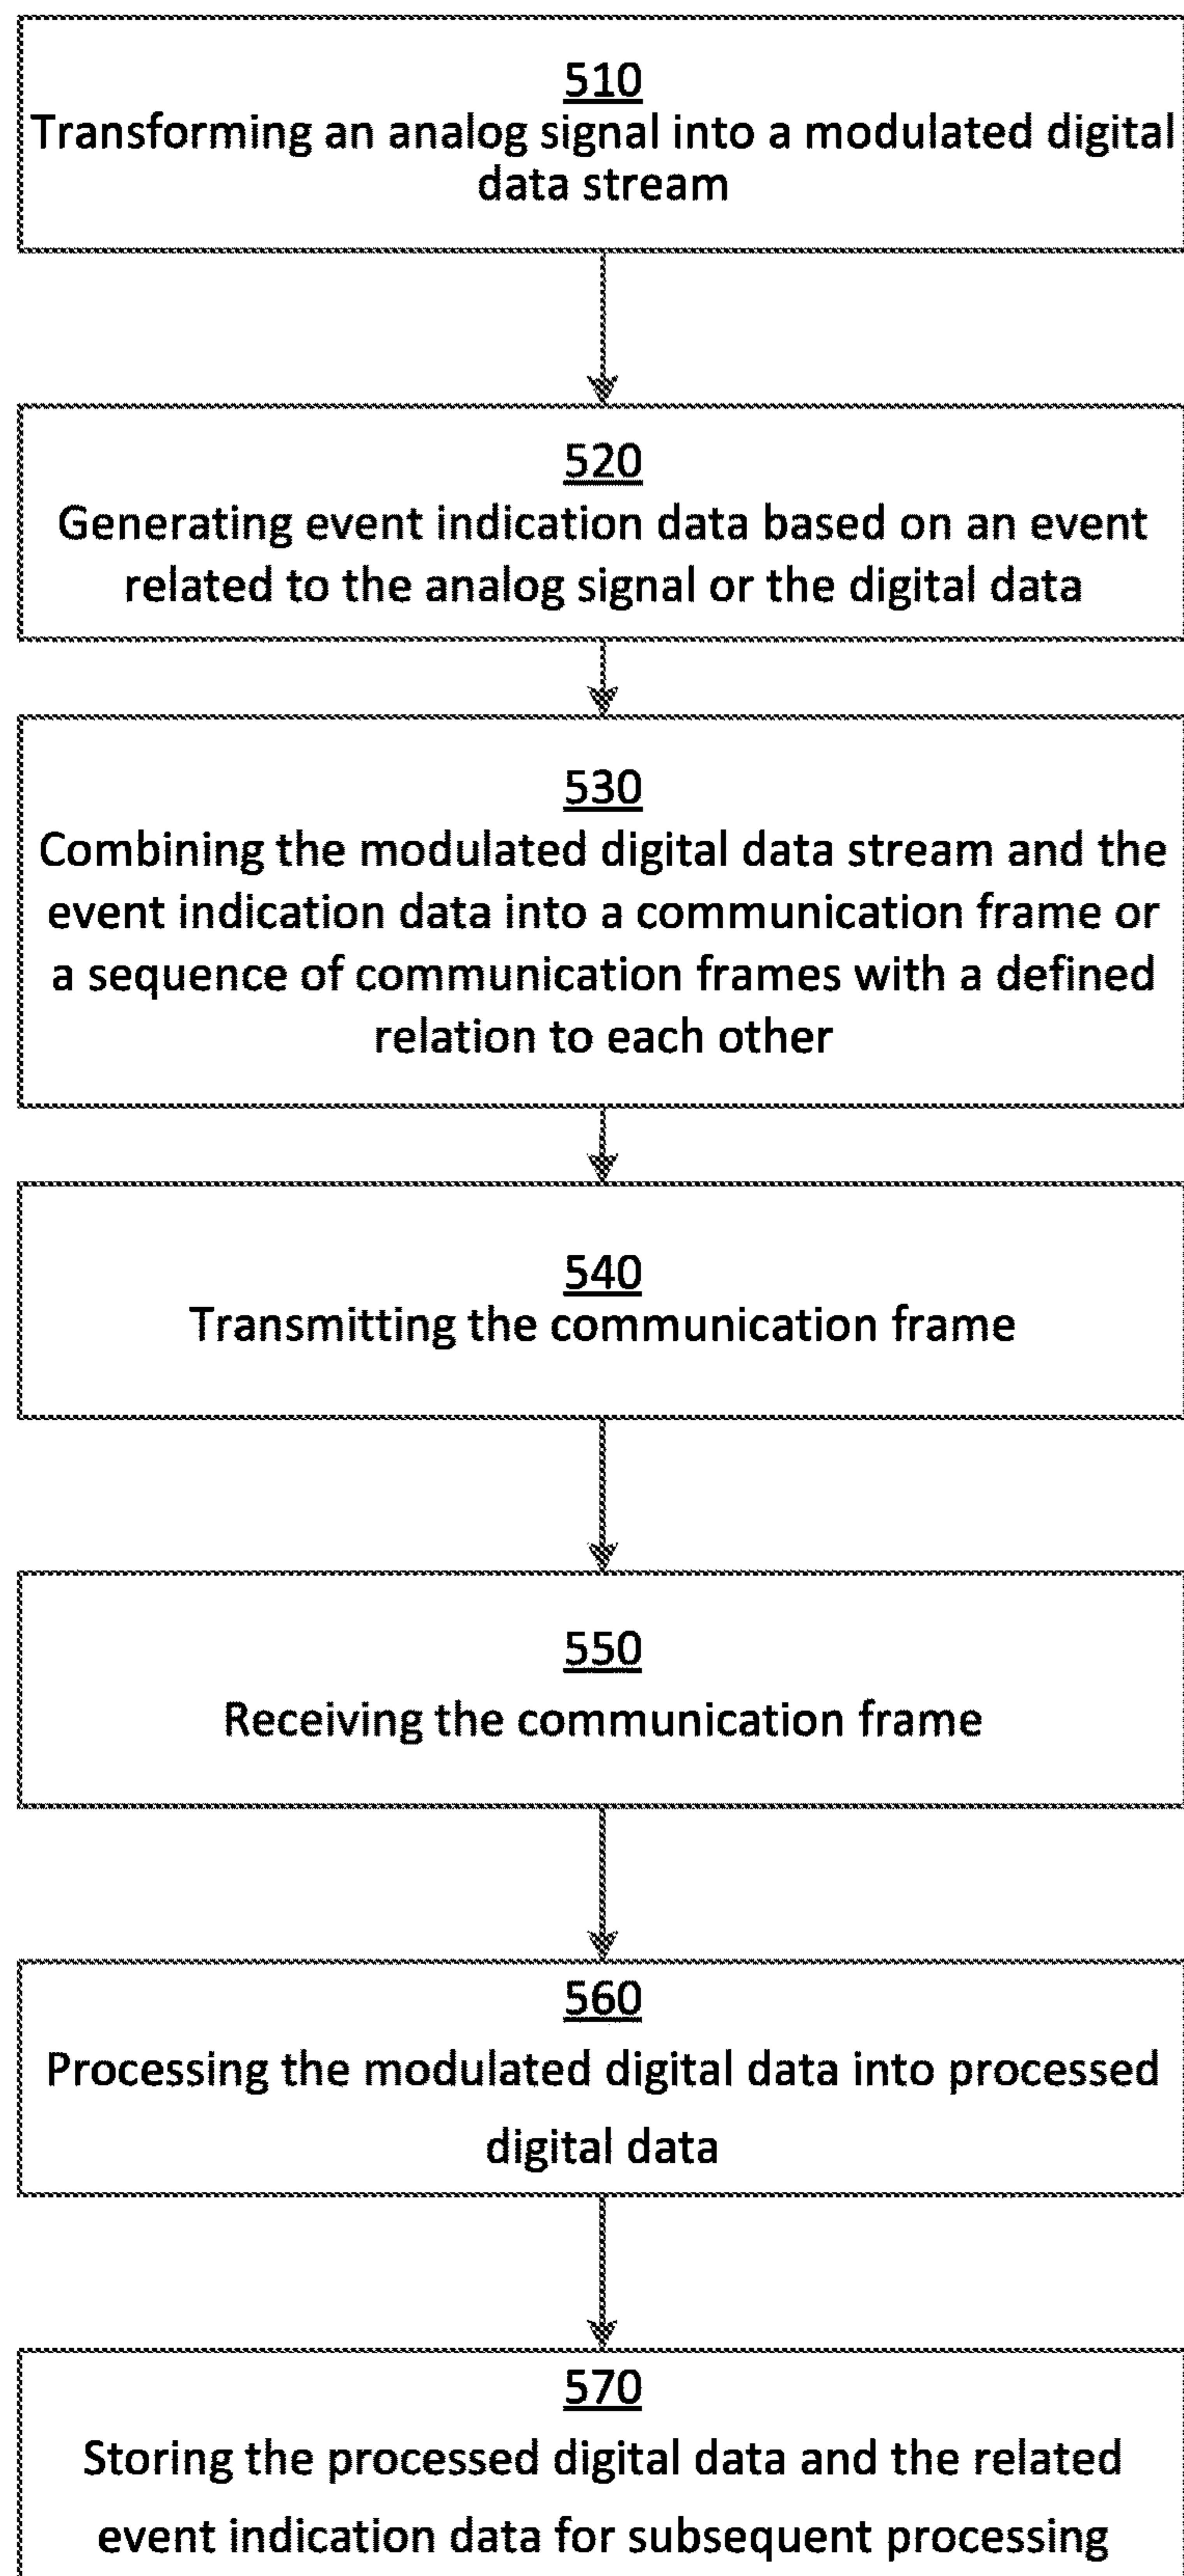 510
Transforming an analog signal into a modulated digital
data stream
520
Generating event indication data based on an event
related to the analog signal or the digital data
530
Combining the modulated digital data stream and the
event indication data into a communication frame or
a sequence of communication frames with a defined
relation to each other
540
Transmitting the communication frame
550
Receiving the communication frame
560
Processing the modulated digital data into processed
digital data
570
Storing the processed digital data and the related
event indication data for subsequent processing